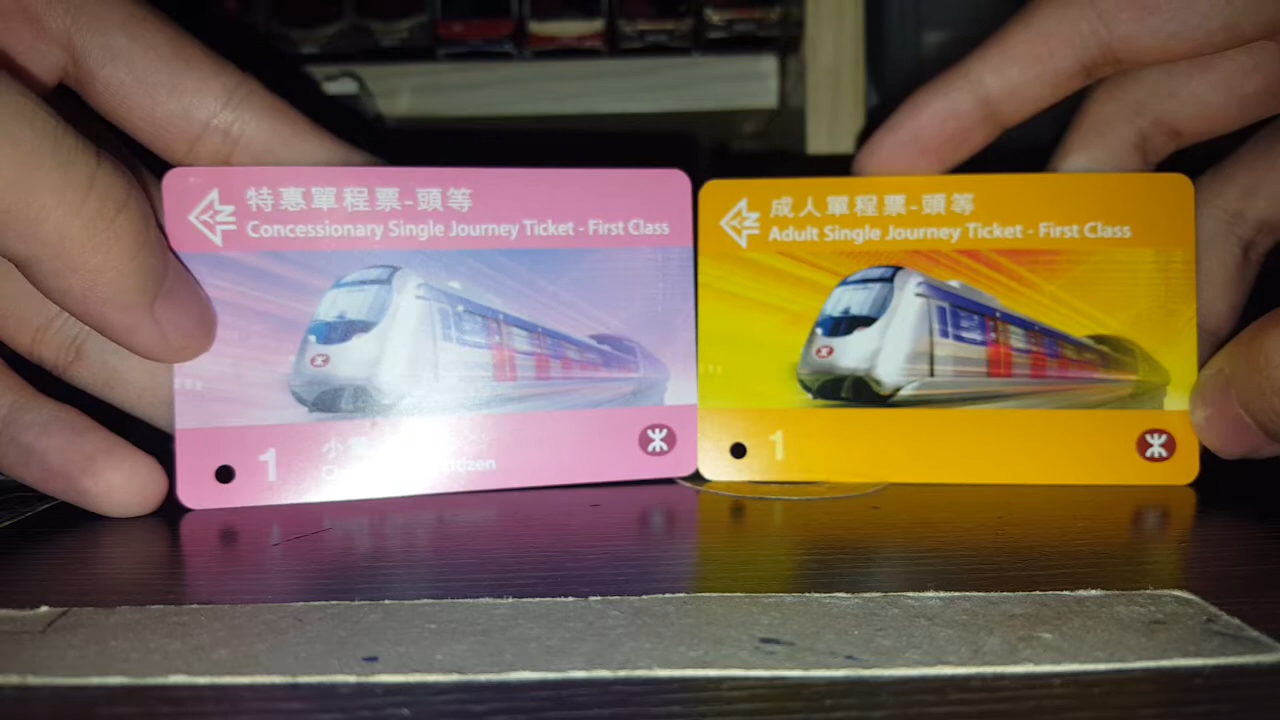 特惠單程票-頭等
Concessionary Single Journey Ticket - First Class
1
小
成人單程票-頭等
Adult Single Journey Ticket - First Class
1